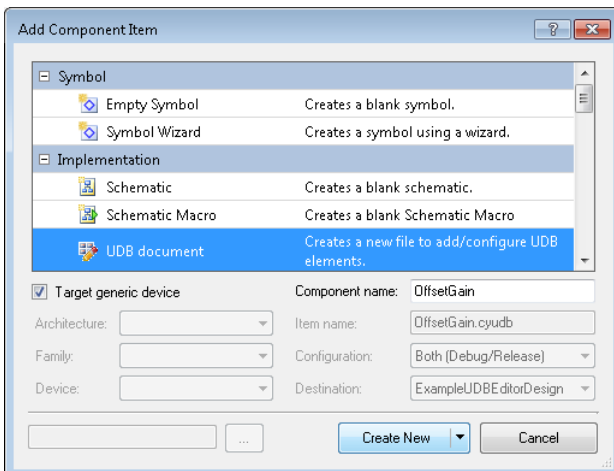 Add Component Item
Symbol
Empty Symbol Creates a blank symbol.
Symbol Wizard Creates a symbol using a wizard.
Implementation
Schematic Creates a blank schematic.
Schematic Macro Creates a blank Schematic Macro
UDB document Creates a new file to add/configure UDB
elements.
Target generic device Component name: OffsetGain
Architecture: Item name: OffsetGain.cyudb
Family: Configuration: Both (Debug/Release)
Device: Destination: ExampleUDBEditorDesign
... Create New Cancel